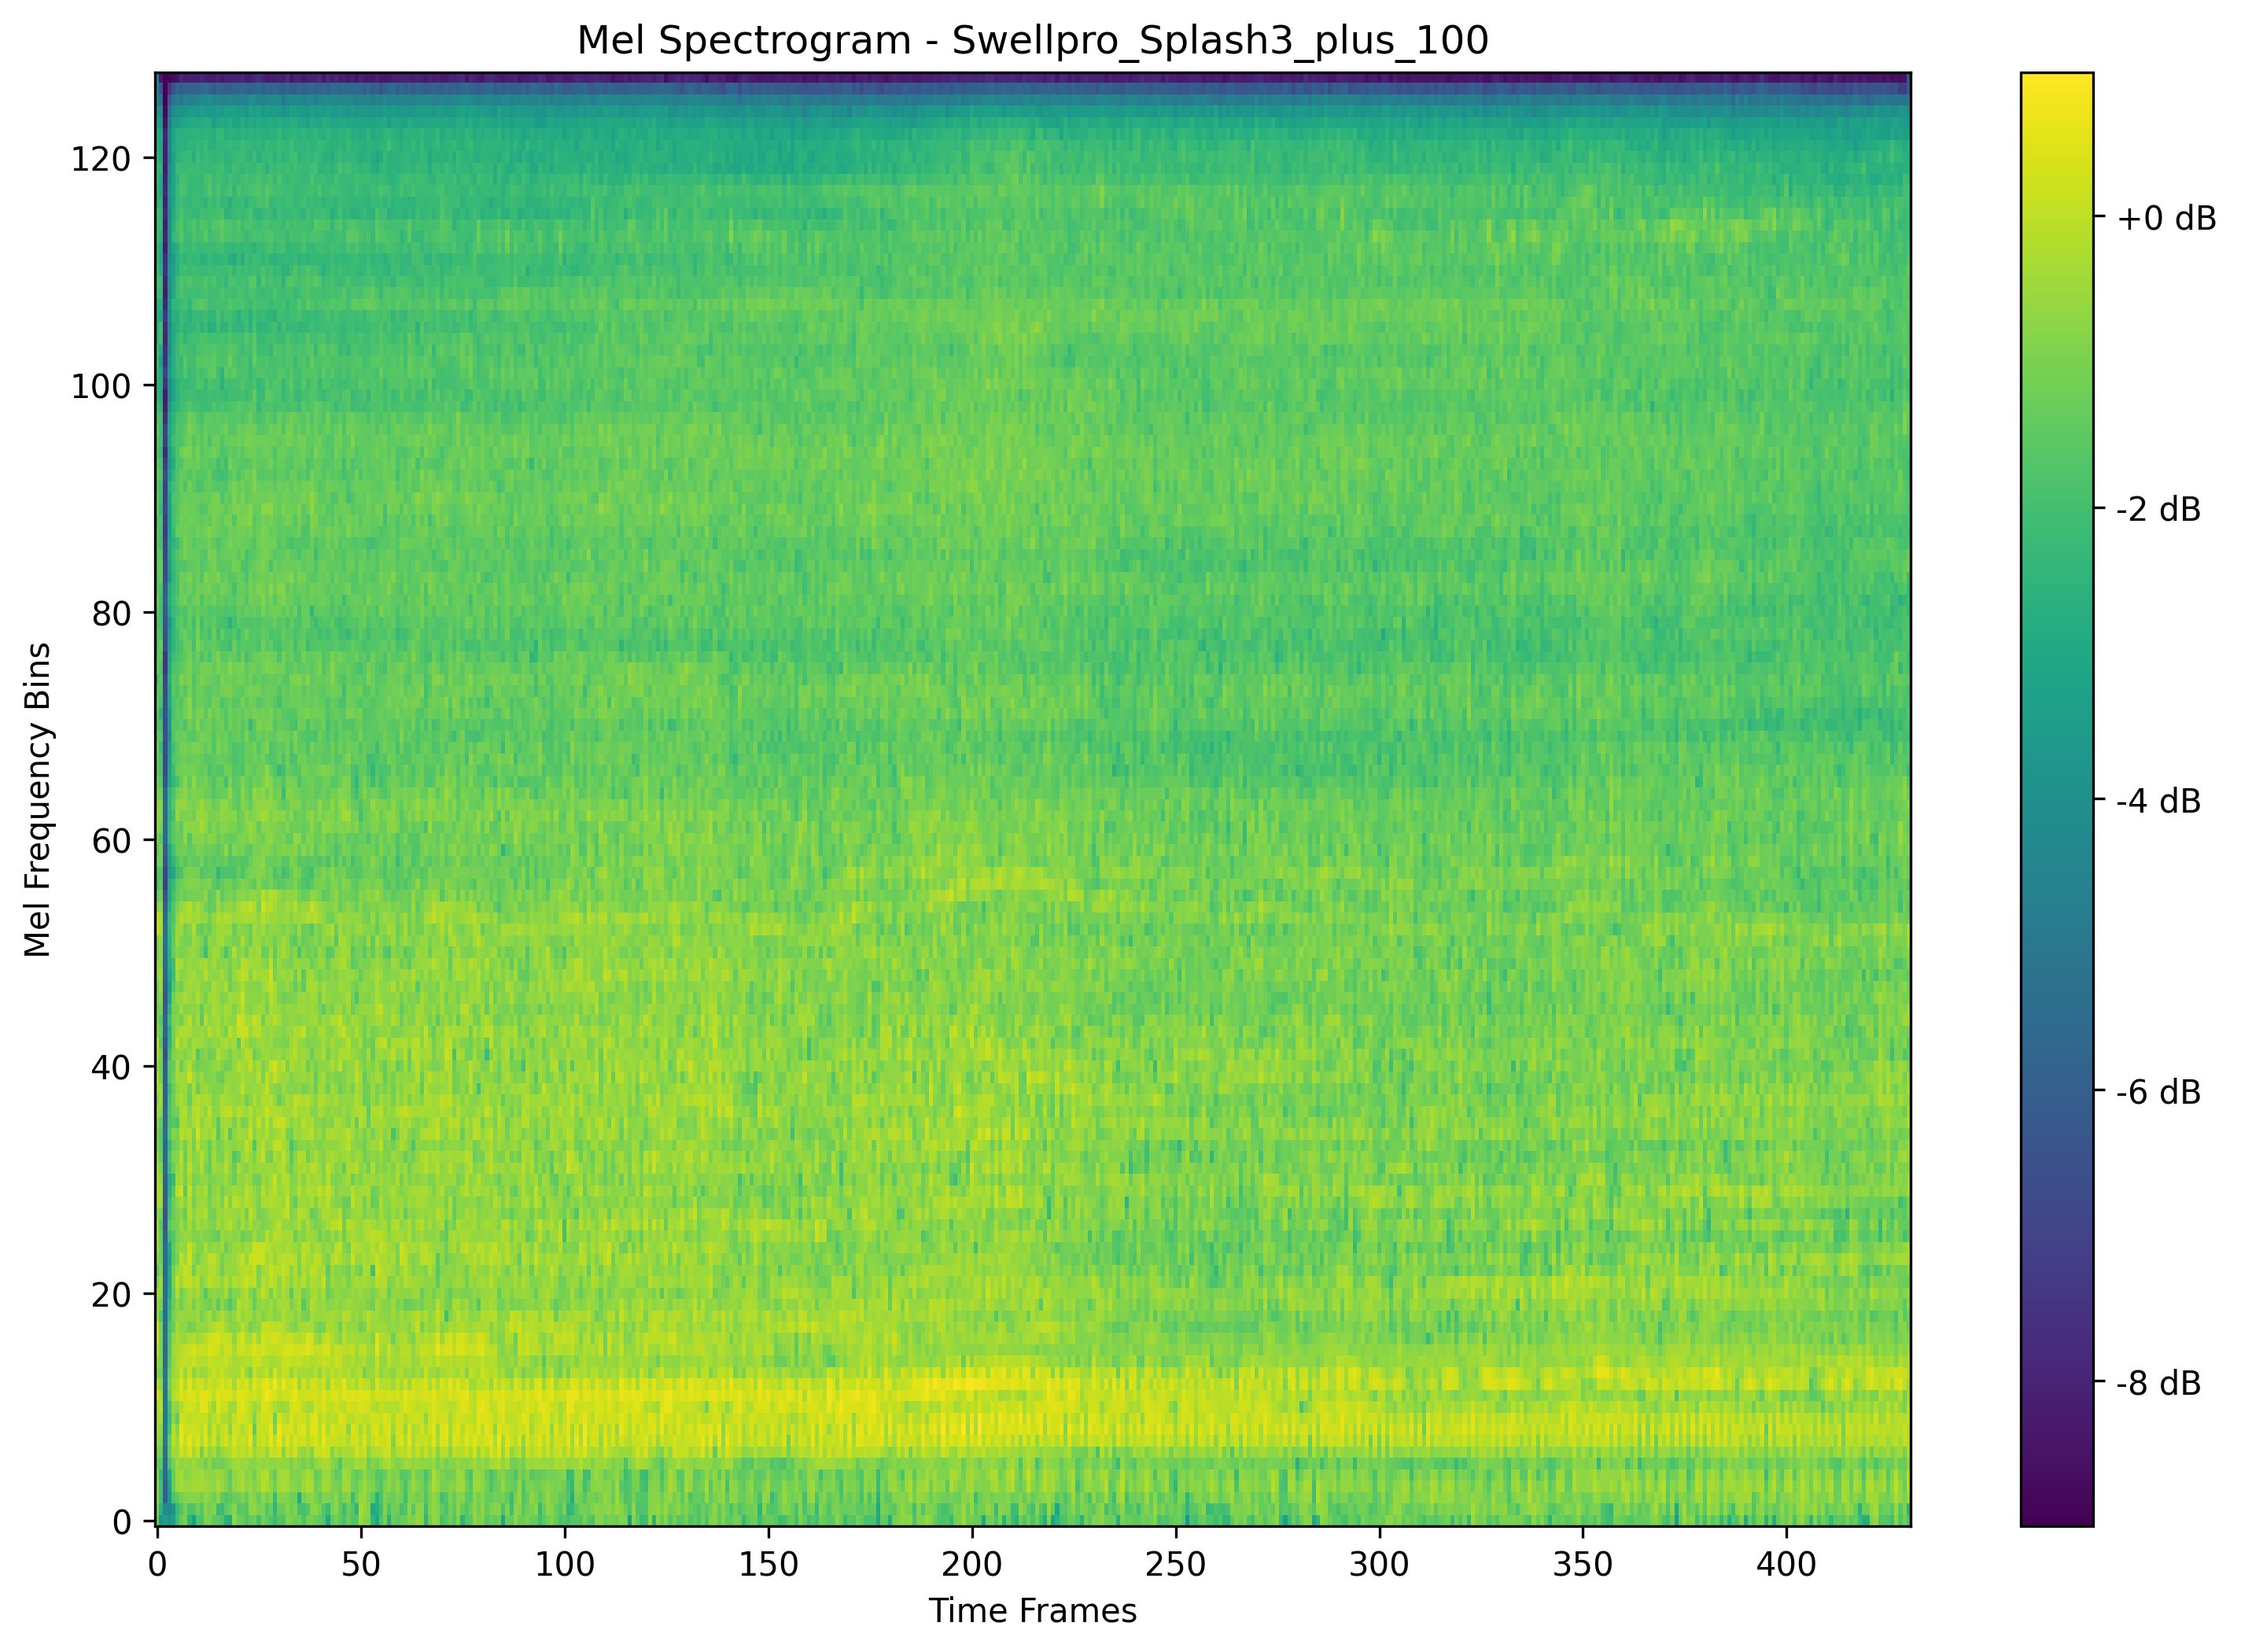 Mel Spectrogram - Swellpro_Splash3_plus_100
Mel Frequency Bins
120
100
80
60
40
20
0
0 50 100 150 200 250 300 350 400
Time Frames
+0 dB
-2 dB
-4 dB
-6 dB
-8 dB